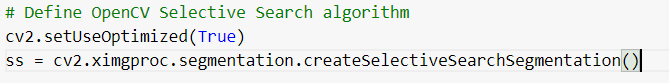 # Define OpenCV Selective Search algorithm
cv2.setUseOptimized(True)
ss = cv2.ximgproc.segmentation.createSelectiveSearchSegmentation()